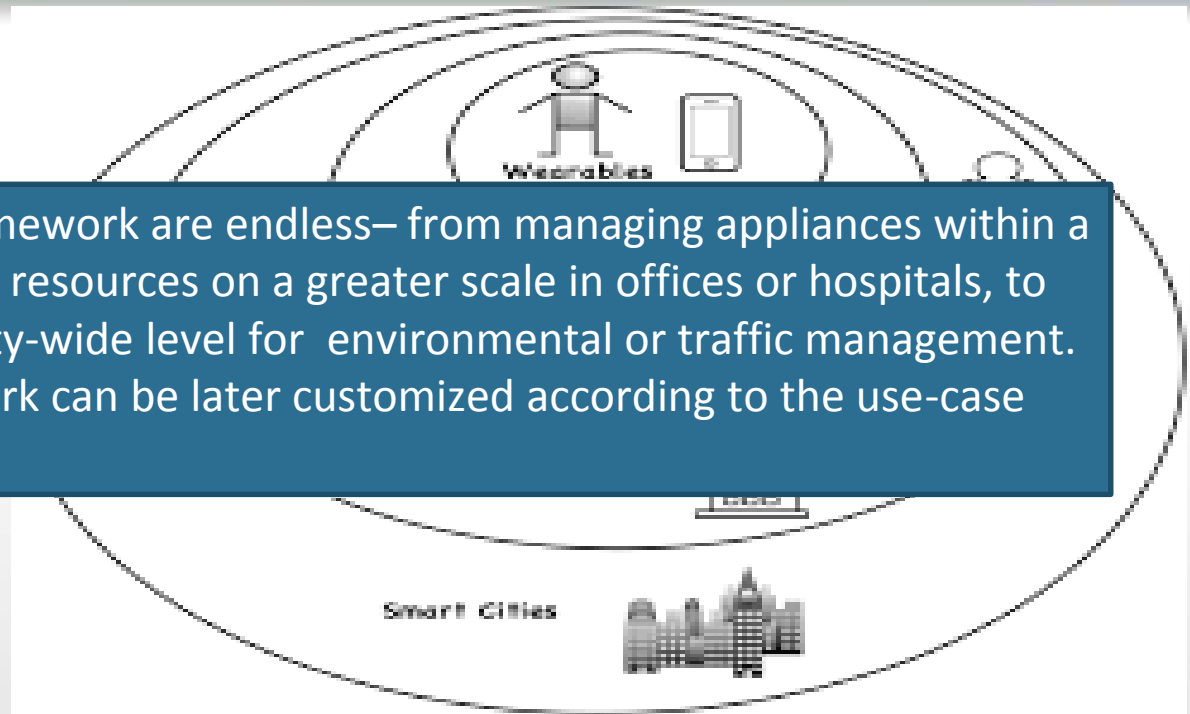 Wearables
nework are endless– from managing appliances within a
resources on a greater scale in offices or hospitals, to
ty-wide level for  environmental or traffic management.
rk can be later customized according to the use-case
Smart Cities